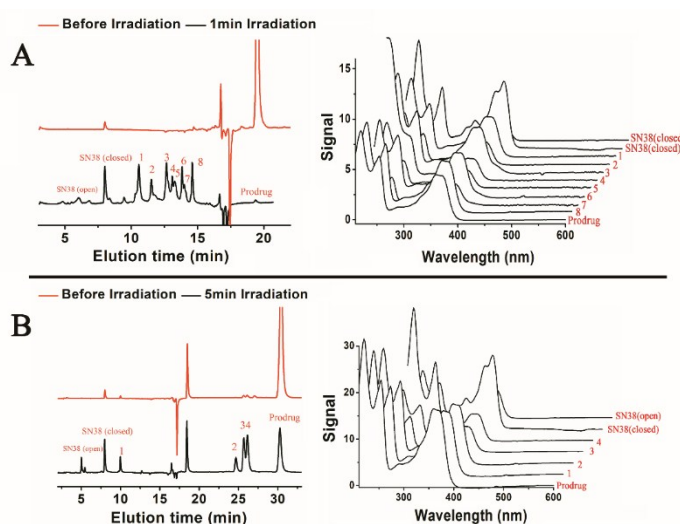 Before Irradiation 1min Irradiation
A
SN38 (closed)
SN38 (open)
1
2
3
4
5
6
7
8
Prodrug
5 10 15 20
Elution time (min)
Signal
15
10
5
0
SN38(closed)
SN38(closed)
1
2
3
4
5
6
7
8
Prodrug
300 400 500 600
Wavelength (nm)
Before Irradiation 5min Irradiation
B
SN38 (closed)
SN38 (open)
1
2
34
Prodrug
5 10 15 20 25 30
Elution time (min)
Signal
30
20
10
0
SN38(open)
SN38(closed)
4
3
2
1
Prodrug
200 300 400 500 600
Wavelength (nm)